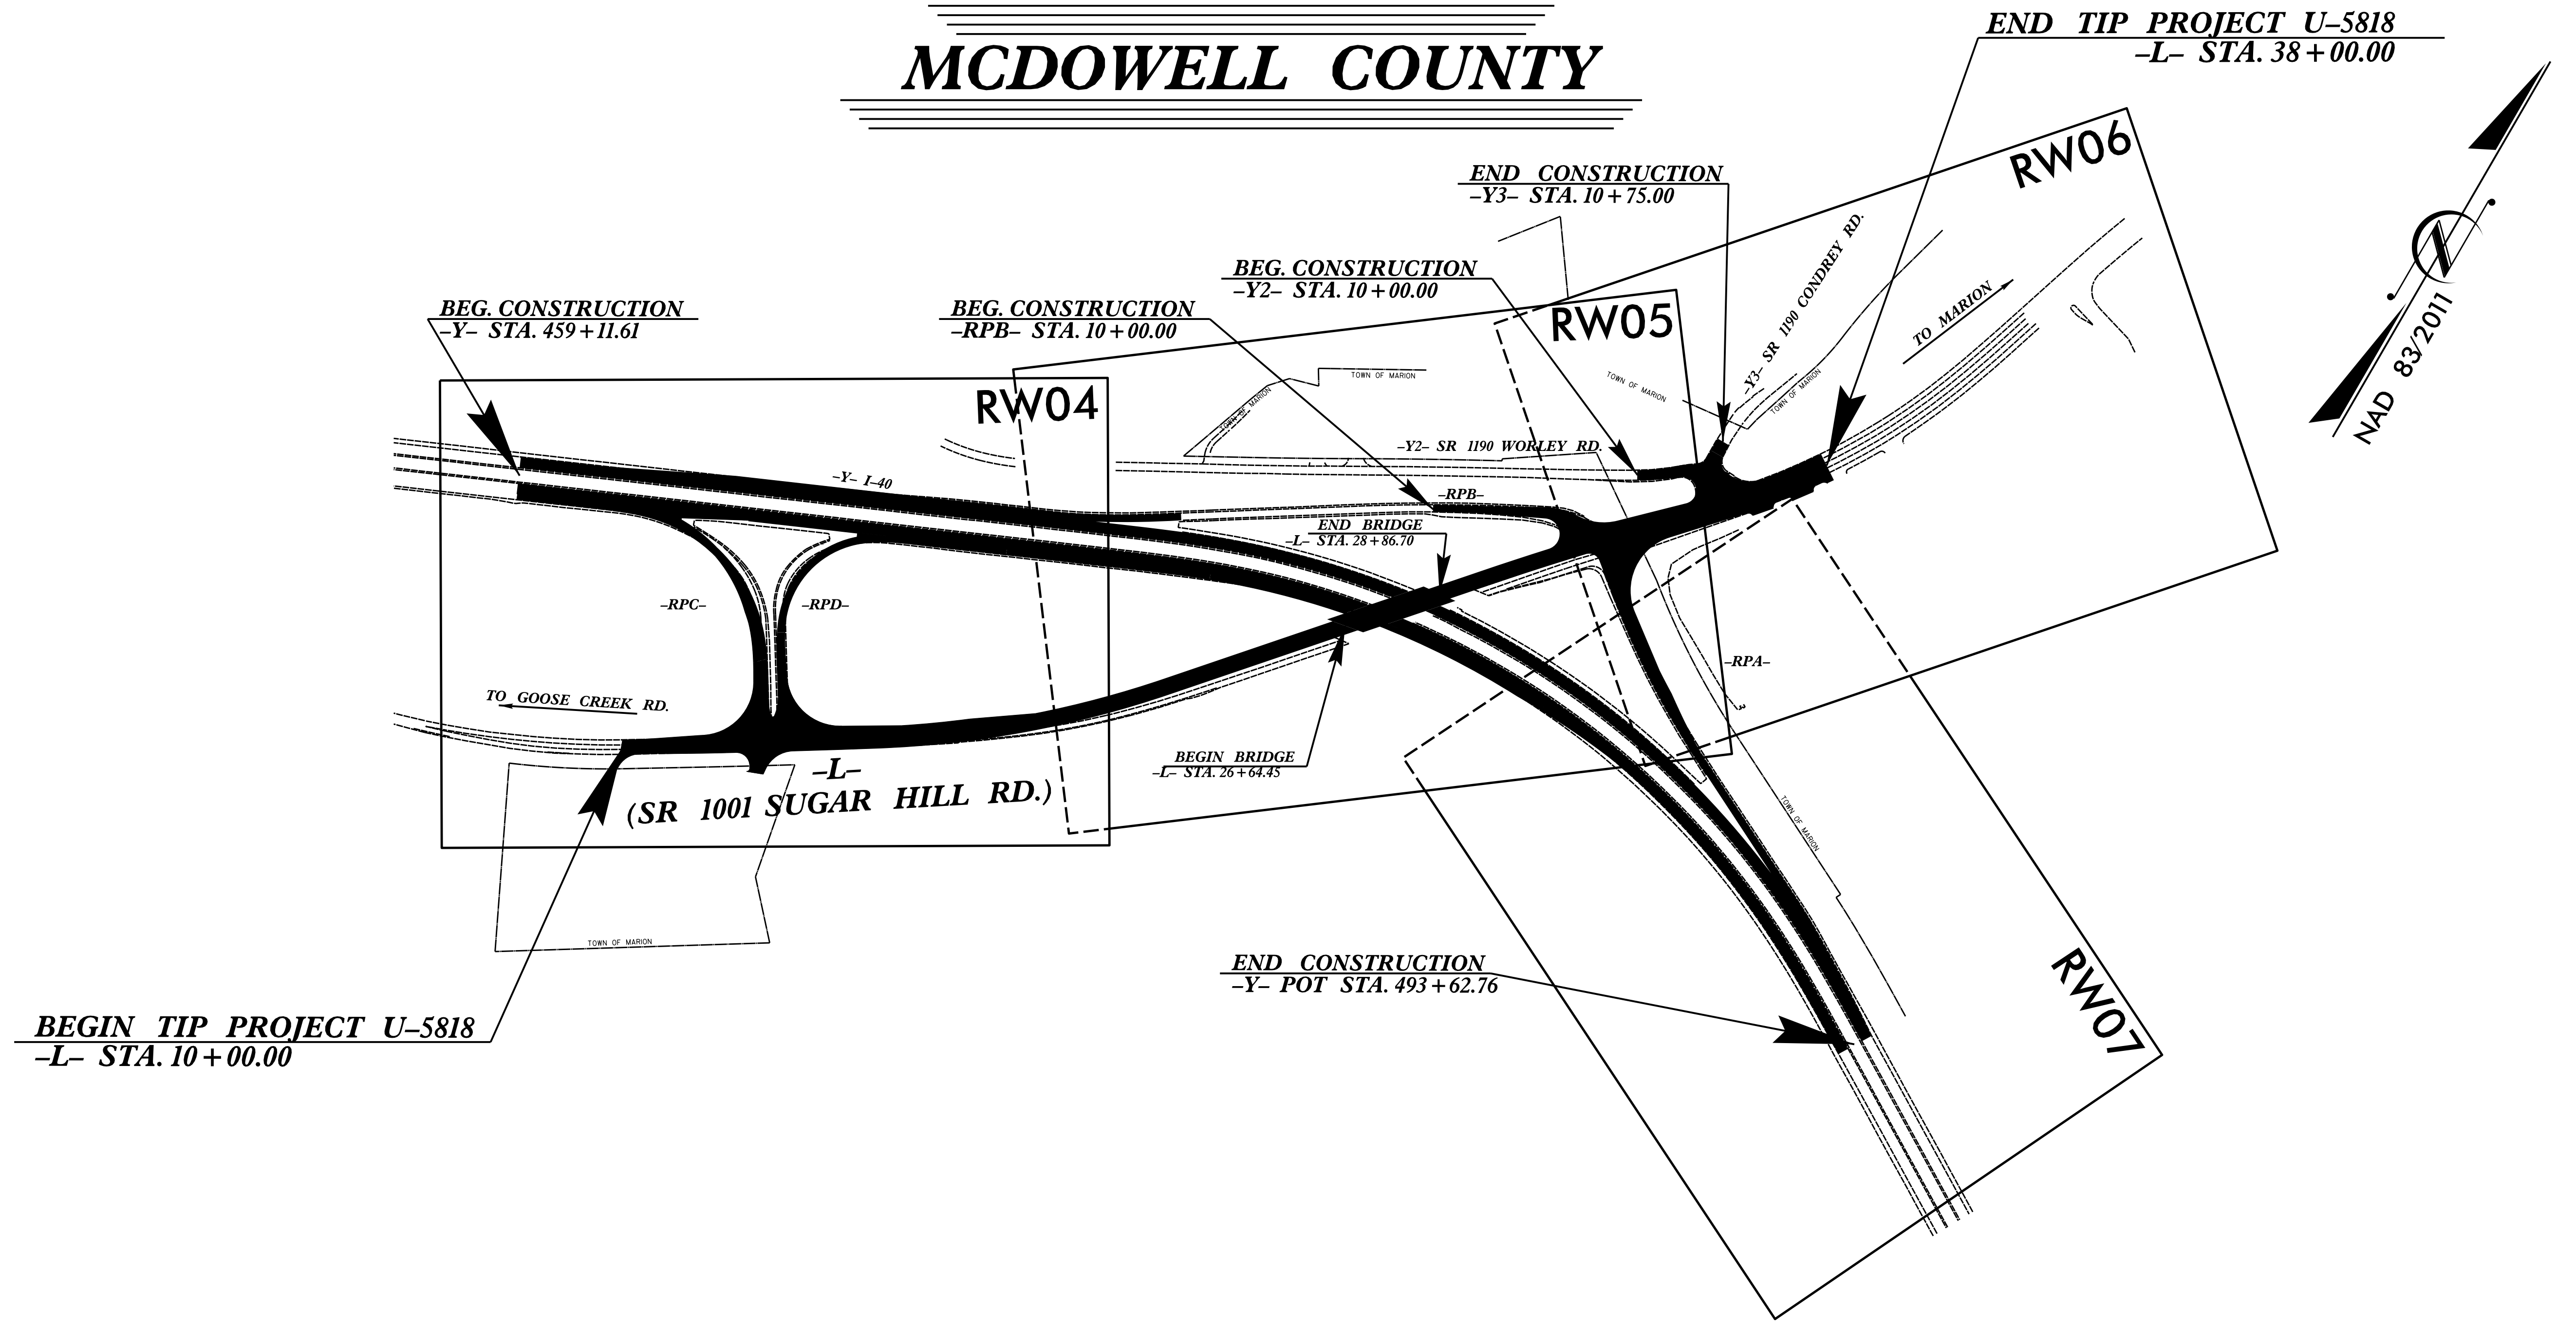 MCDOWELL COUNTY
END TIP PROJECT U–5818
–L– STA. 38+00.00
RW06
END CONSTRUCTION
–Y3– STA. 10+75.00
–Y3– SR 1190 CONDREY RD.
NAD 83/2011
BEG. CONSTRUCTION
–Y2– STA. 10+00.00
TO MARION
BEG. CONSTRUCTION
–Y– STA. 459+11.61
BEG. CONSTRUCTION
–RPB– STA. 10+00.00
RW05
TOWN OF MARION
TOWN OF MARION
TOWN OF MARION
TOWN OF MARION
RW04
–Y2– SR 1190 WORLEY RD.
–Y– I–40
–RPB–
END BRIDGE
–L– STA. 28+86.70
–RPC–
–RPD–
–RPA–
3
TO GOOSE CREEK RD.
BEGIN BRIDGE
–L– STA. 26+64.45
–L–
(SR 1001 SUGAR HILL RD.)
TOWN OF MARION
TOWN OF MARION
END CONSTRUCTION
–Y– POT STA. 493+62.76
RW07
BEGIN TIP PROJECT U–5818
–L– STA. 10+00.00